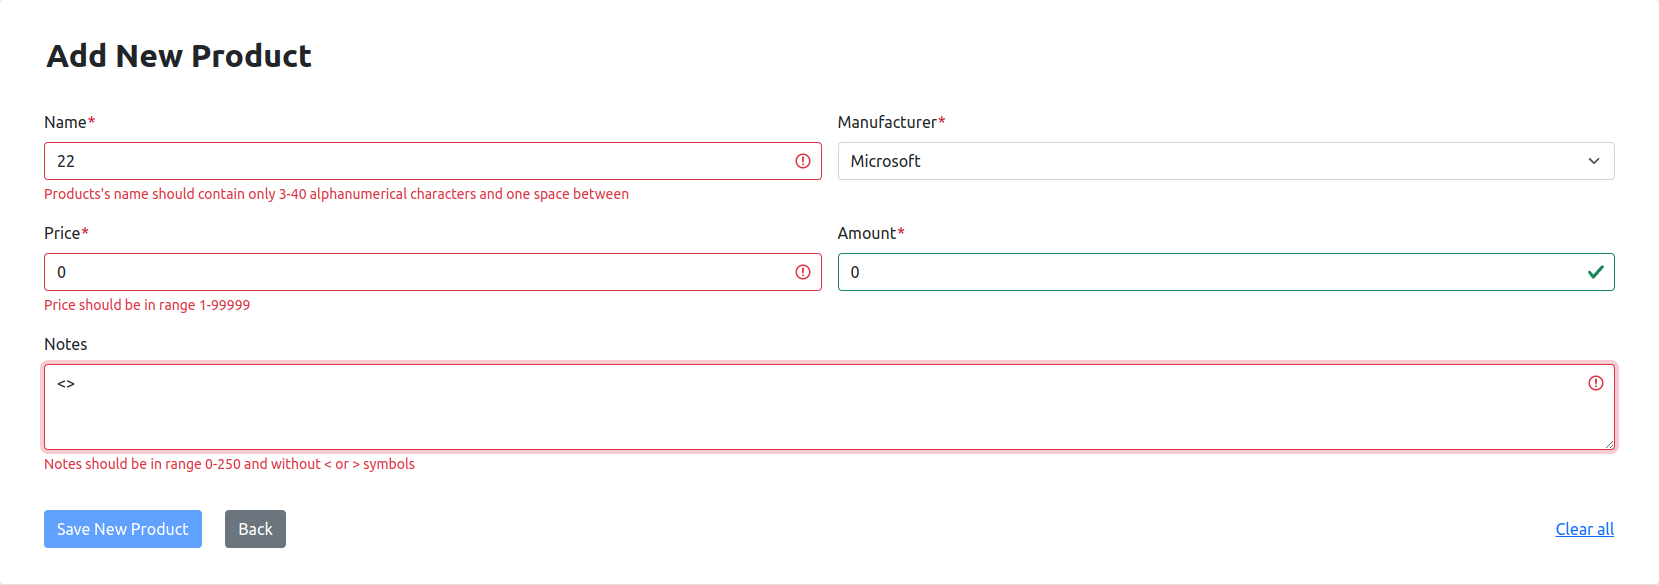 Add New Product
Name*
Manufacturer*
22
Microsoft
Products's name should contain only 3-40 alphanumerical characters and one space between
Price*
Amount*
0
0
Price should be in range 1-99999
Notes
<>
Notes should be in range 0-250 and without < or > symbols
Save New Product
Back
Clear all